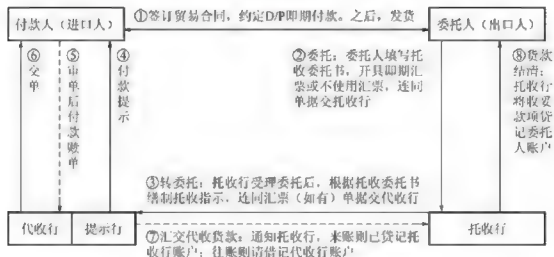 付款人（进口人）
①签订贸易合同，约定D/P即期付款。之后，发货
委托人（出口人）
⑥交单
⑤审单后付款赎单
④付款提示
②委托：委托人填写托
收委托书，开具即期汇
票或不使用汇票，连同
单据交托收行
⑧货款
结清：
托收行
将收妥
款项贷
记委托
人账户
③转委托：托收行受理委托后，根据托收委托书
缮制托收指示，连同汇票（如有）单据交代收行
代收行
提示行
托收行
⑦汇交代收货款：通知托收行，来账则已贷记托
收行账户；往账则请借记代收行账户